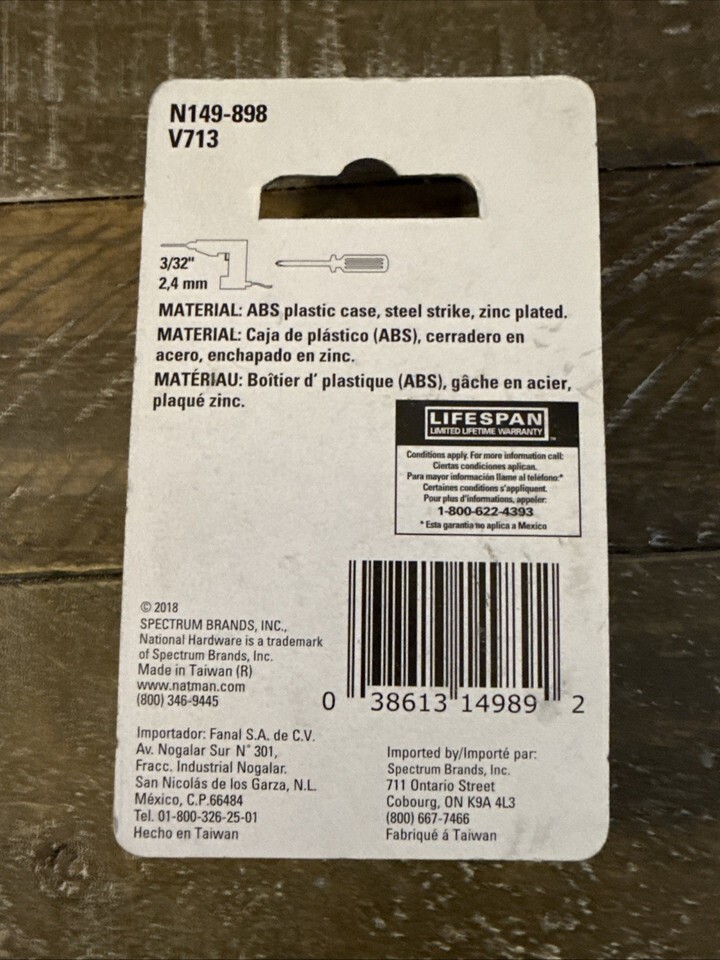 N149-898
V713
3/32"
2,4 mm
MATERIAL: ABS plastic case, steel strike, zinc plated.
MATERIAL: Caja de plástico (ABS), cerradero en
acero, enchapado en zinc.
MATÉRIAU: Boîtier d' plastique (ABS), gâche en acier,
plaqué zinc.
LIFESPAN
LIMITED LIFETIME WARRANTY™
Conditions apply. For more information call:
Ciertas condiciones aplican.
Para mayor información llame al teléfono:*
Certaines conditions s'appliquent.
Pour plus d'informations, appeler:
1-800-622-4393
* Esta garantia no aplica a Mexico
© 2018
SPECTRUM BRANDS, INC.,
National Hardware is a trademark
of Spectrum Brands, Inc.
Made in Taiwan (R)
www.natman.com
(800) 346-9445
0 38613 14989 2
Importador: Fanal S.A. de C.V.
Av. Nogalar Sur N° 301,
Fracc. Industrial Nogalar.
San Nicolás de los Garza, N.L.
México, C.P.66484
Tel. 01-800-326-25-01
Hecho en Taiwan
Imported by/Importé par:
Spectrum Brands, Inc.
711 Ontario Street
Cobourg, ON K9A 4L3
(800) 667-7466
Fabriqué á Taiwan